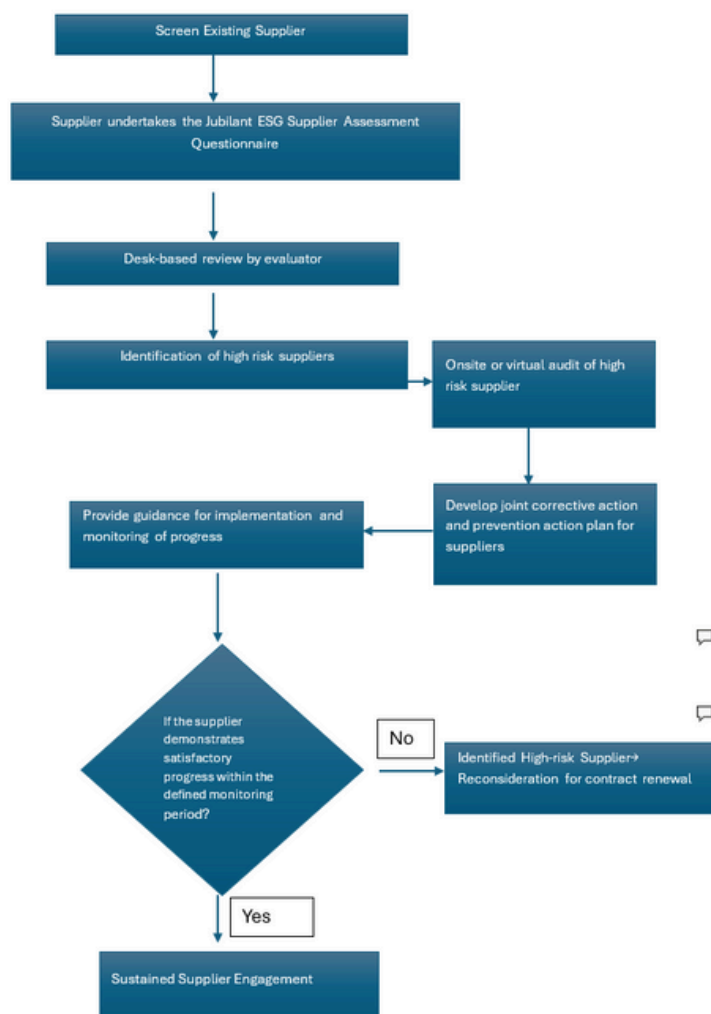 Screen Existing Supplier
Supplier undertakes the Jubilant ESG Supplier Assessment
Questionnaire
Desk-based review by evaluator
Identification of high risk suppliers
Onsite or virtual audit of high
risk supplier
Develop joint corrective action
and prevention action plan for
suppliers
Provide guidance for implementation and
monitoring of progress
If the supplier
demonstrates
satisfactory
progress within the
defined monitoring
period?
No
Identified High-risk Supplier→
Reconsideration for contract renewal
Yes
Sustained Supplier Engagement